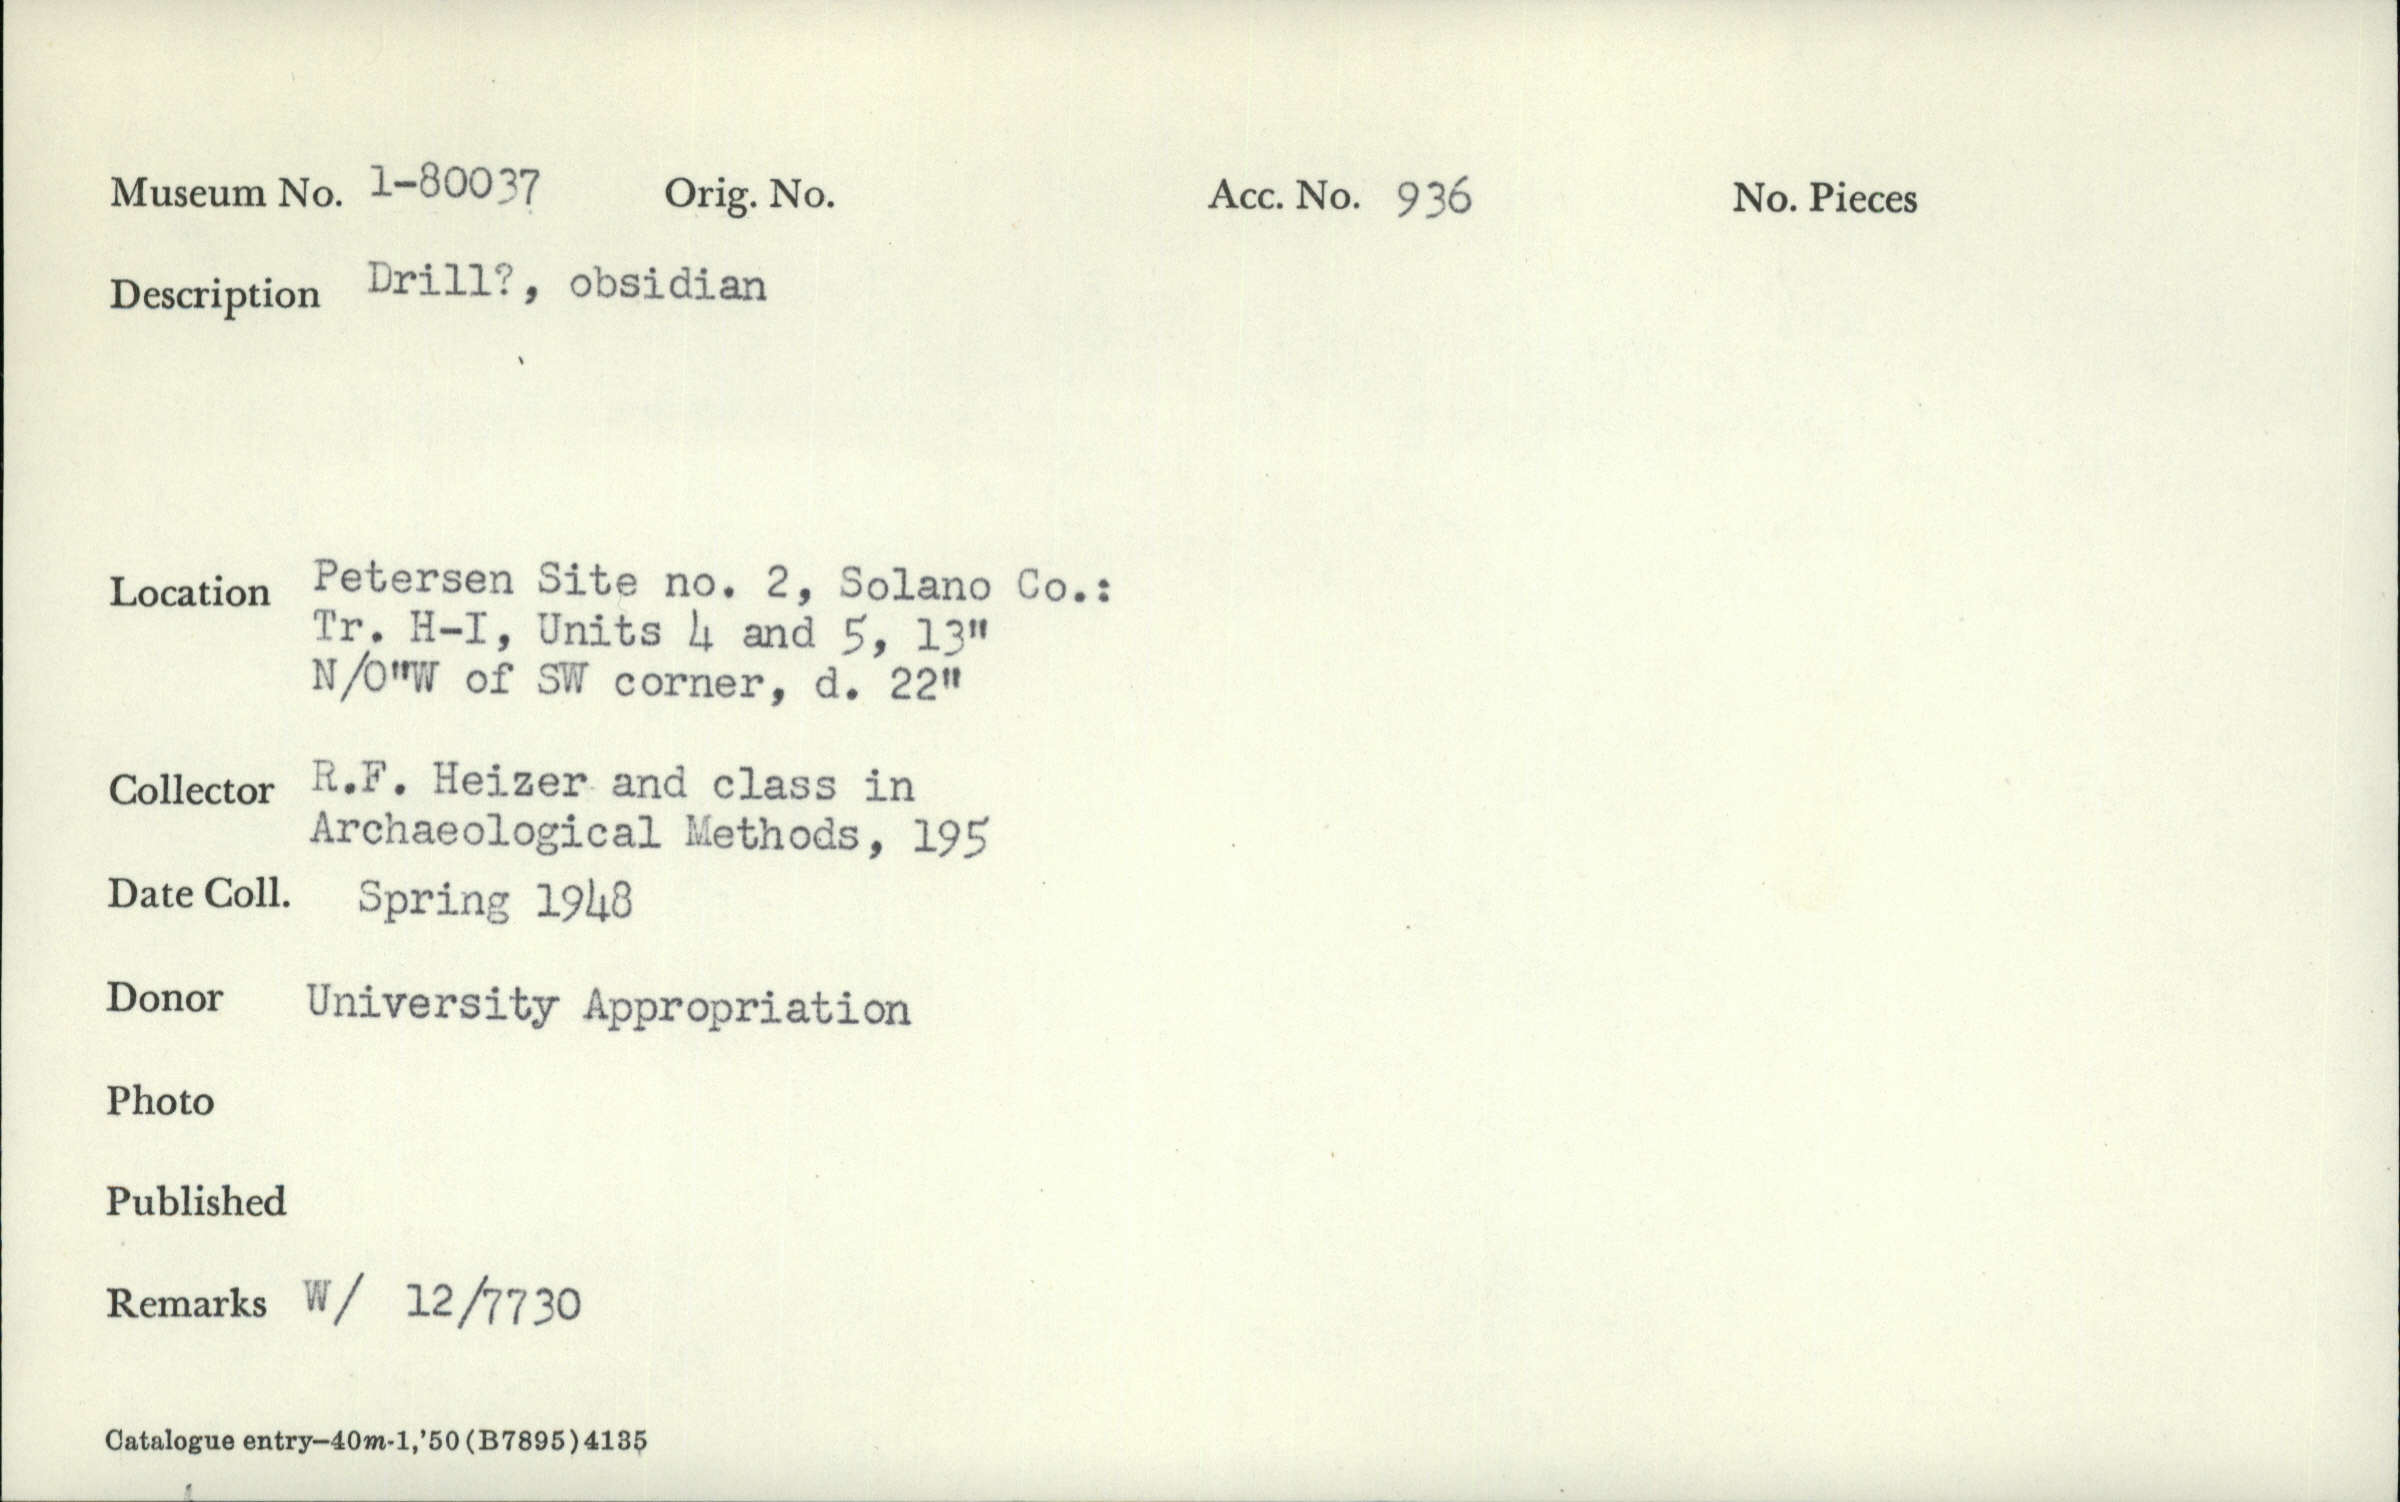 Museum No. 1-80037 Orig. No. Acc. No. 936 No. Pieces
Description Drill?, obsidian
Location Petersen Site no. 2, Solano Co.:
Tr. H-I, Units 4 and 5, 13"
N/0"W of SW corner, d. 22"
Collector R.F. Heizer and class in
Archaeological Methods, 195
Date Coll. Spring 1948
Donor University Appropriation
Photo
Published
Remarks W/ 12/7730
Catalogue entry—40m-1,'50(B7895)4135